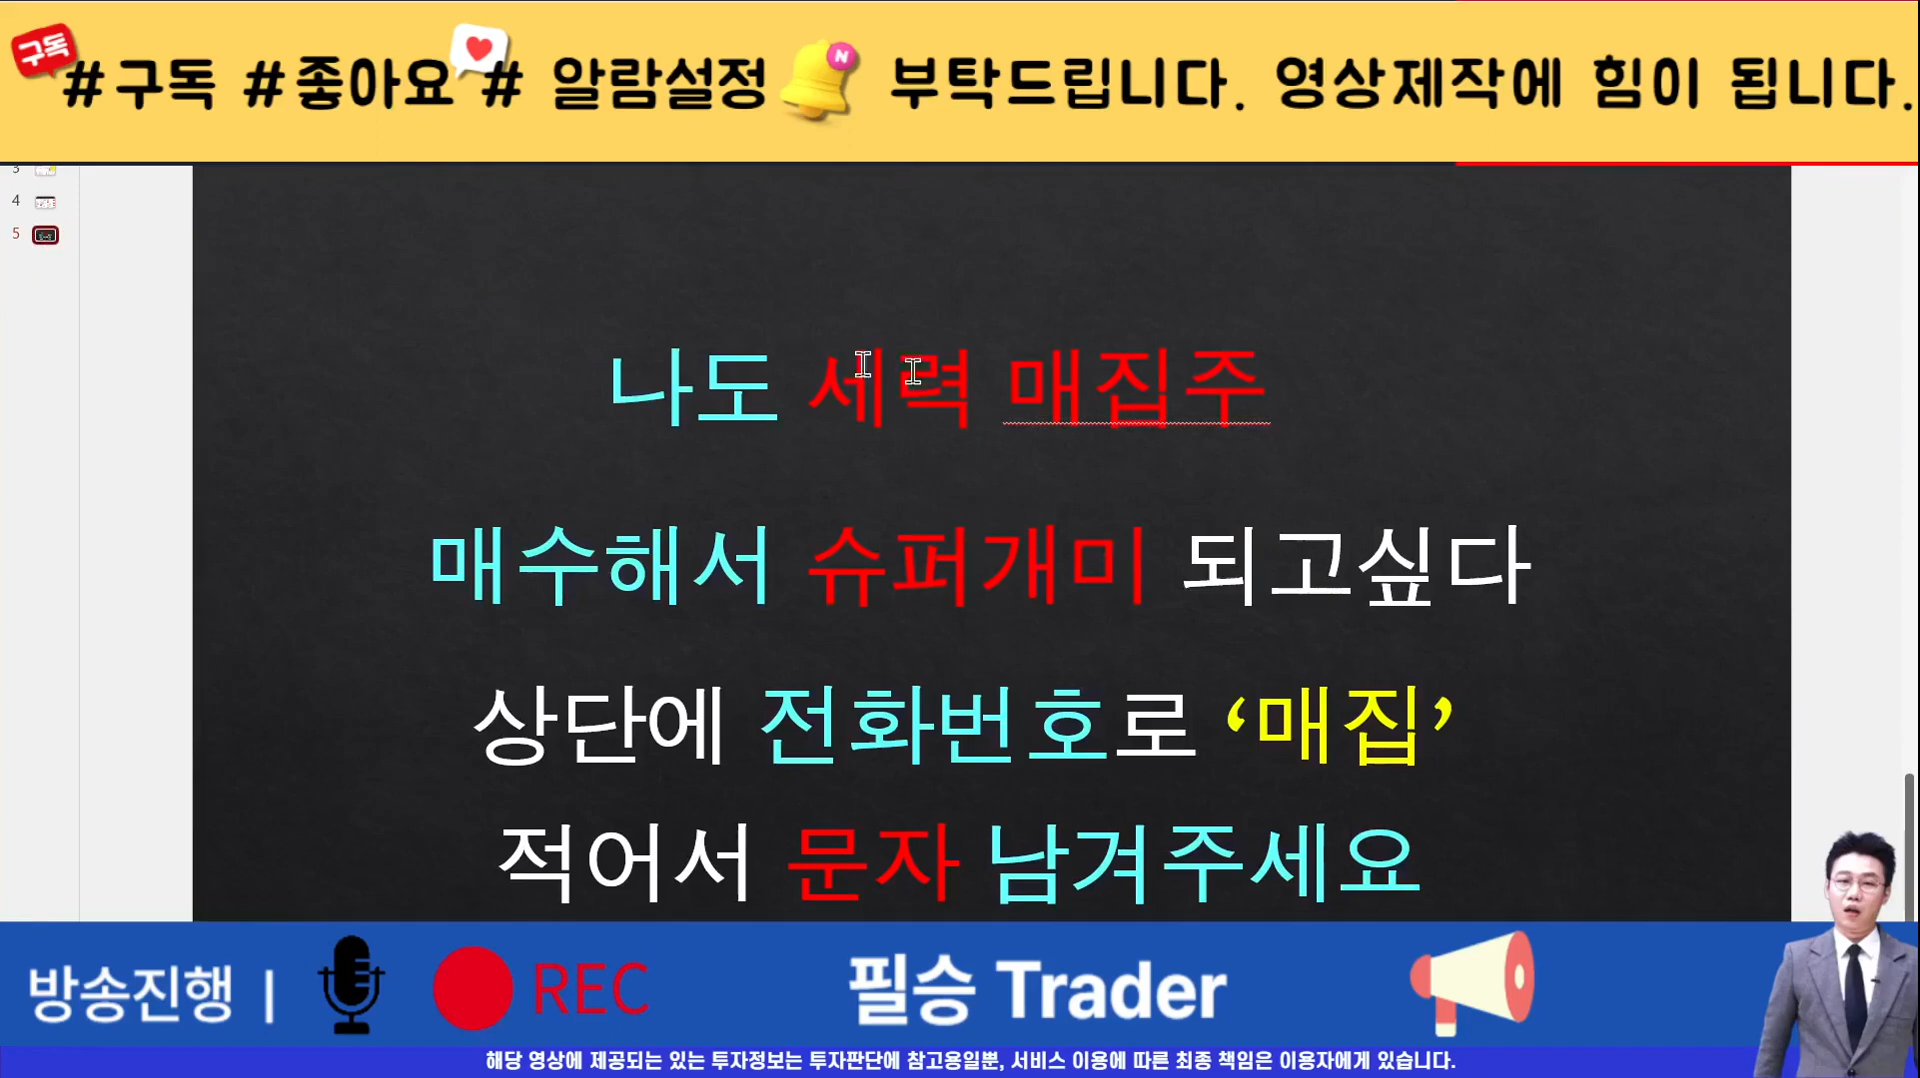 구독
#구독 #좋아요 # 알람설정 N 부탁드립니다. 영상제작에 힘이 됩니다.
3
4
5
나도 세력 매집주
매수해서 슈퍼개미 되고싶다
상단에 전화번호로 ‘매집’
적어서 문자 남겨주세요
방송진행 | REC 필승 Trader
해당 영상에 제공되는 있는 투자정보는 투자판단에 참고용일뿐, 서비스 이용에 따른 최종 책임은 이용자에게 있습니다.